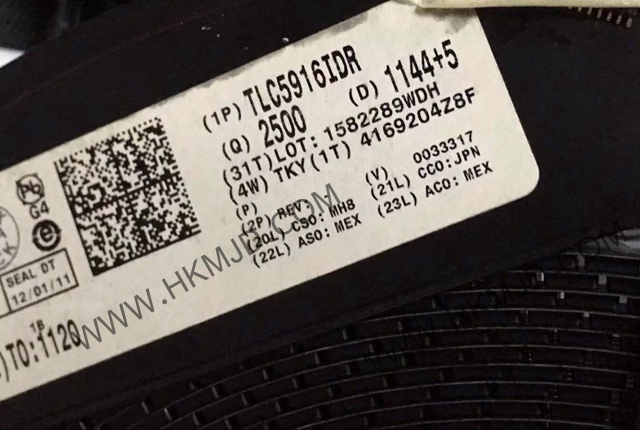 (1P) TLC5916IDR
(Q) 2500 (D) 1144+5
(31T)LOT: 1582289WDH
(4W) TKY(1T) 4169204Z8F
(P)
(2P) REV: (V) 0033317
(20L) CSO: MH8 (21L) CCO:JPN
(22L) ASO: MEX (23L) ACO: MEX
Pb
G4
e
SEAL DT
12/01/11
1P
)TO:1120
WWW.HKMJD.COM